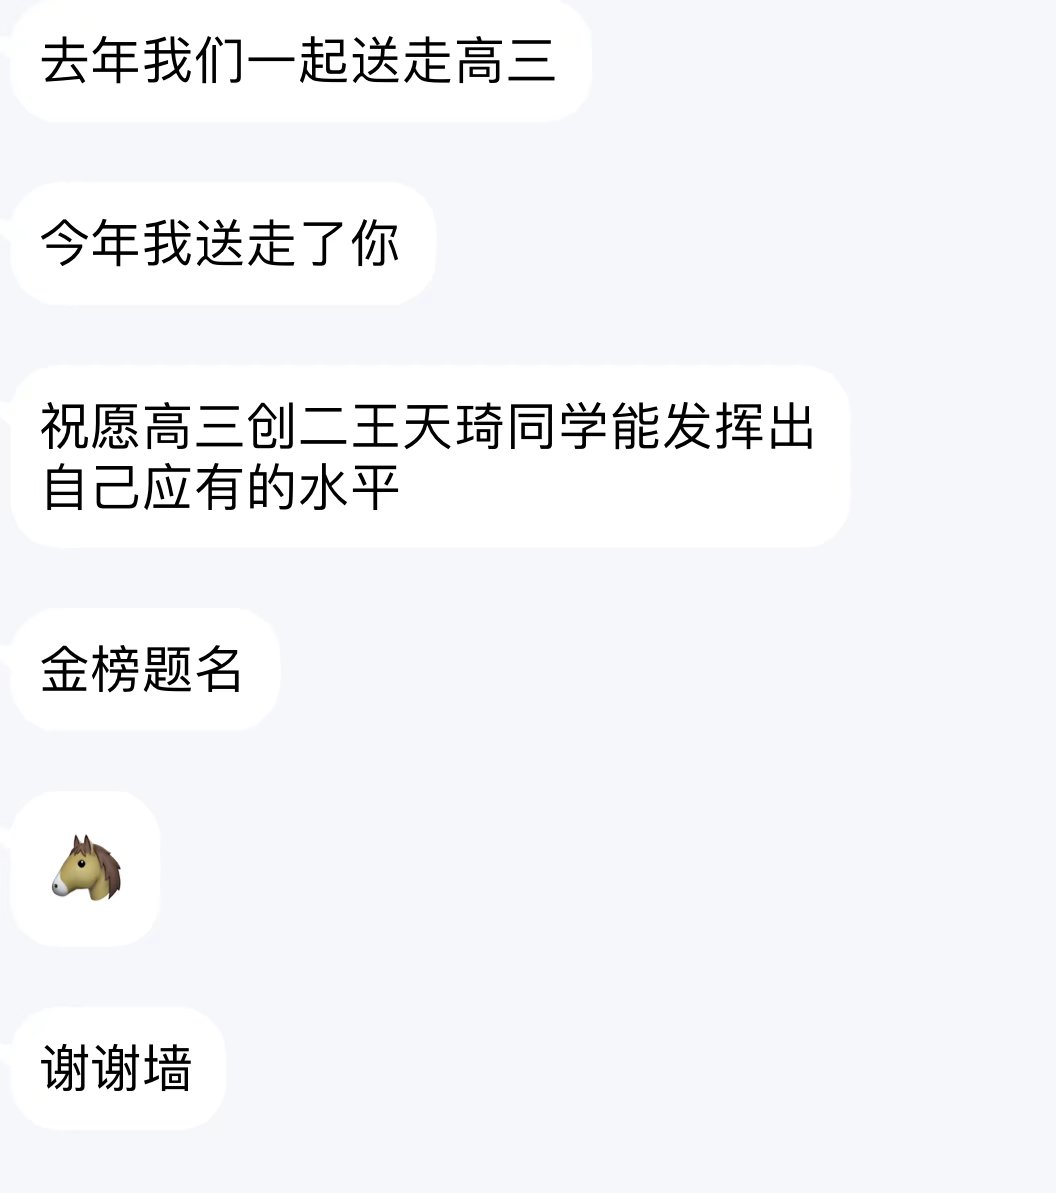 去年我们一起送走高三
今年我送走了你
祝愿高三创二王天琦同学能发挥出
自己应有的水平
金榜题名
🐴
谢谢墙